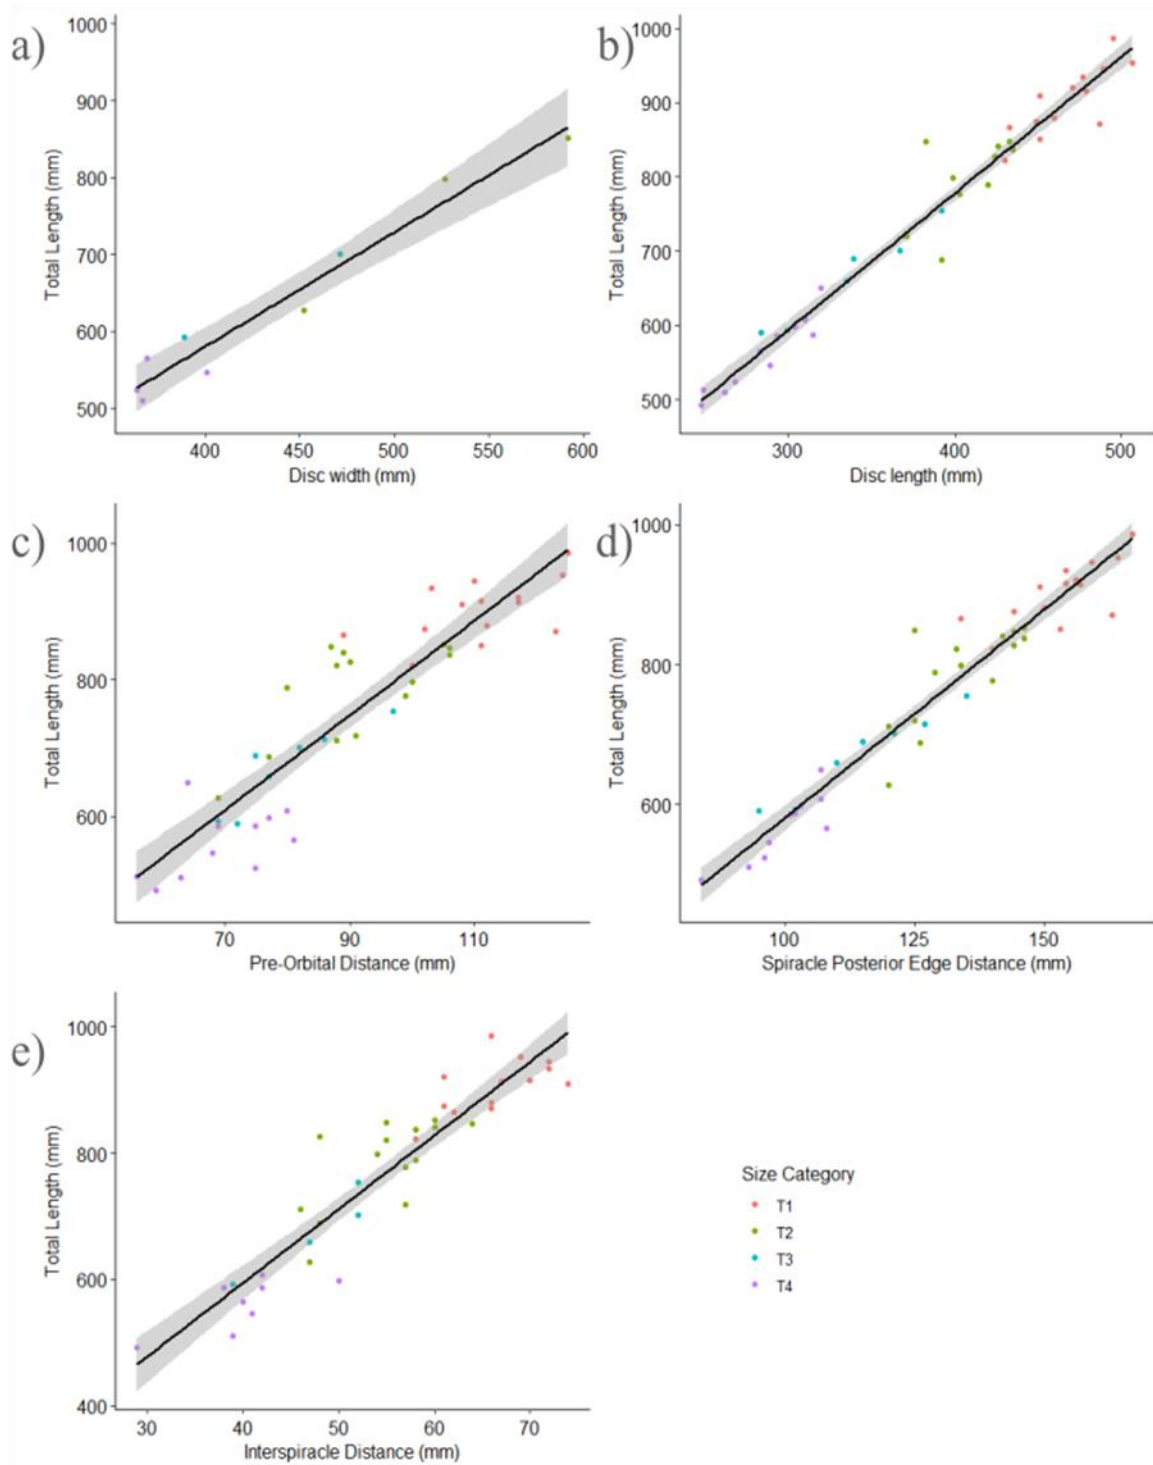 a)
1000
900
800
700
600
500
Total Length (mm)
400 450 500 550 600
Disc width (mm)
b)
1000
900
800
700
600
500
Total Length (mm)
300 400 500
Disc length (mm)
c)
1000
800
600
Total Length (mm)
70 90 110
Pre-Orbital Distance (mm)
d)
1000
800
600
Total Length (mm)
100 125 150
Spiracle Posterior Edge Distance (mm)
e)
1000
800
600
400
Total Length (mm)
30 40 50 60 70
Interspiracle Distance (mm)
Size Category
T1
T2
T3
T4